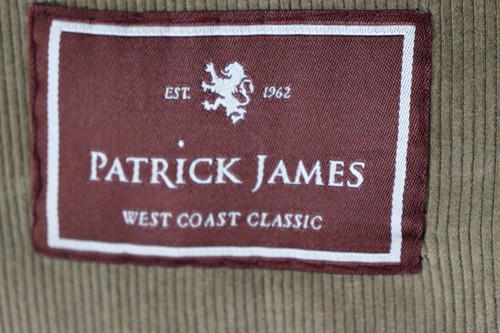 EST. 1962
PATRICK JAMES
WEST COAST CLASSIC